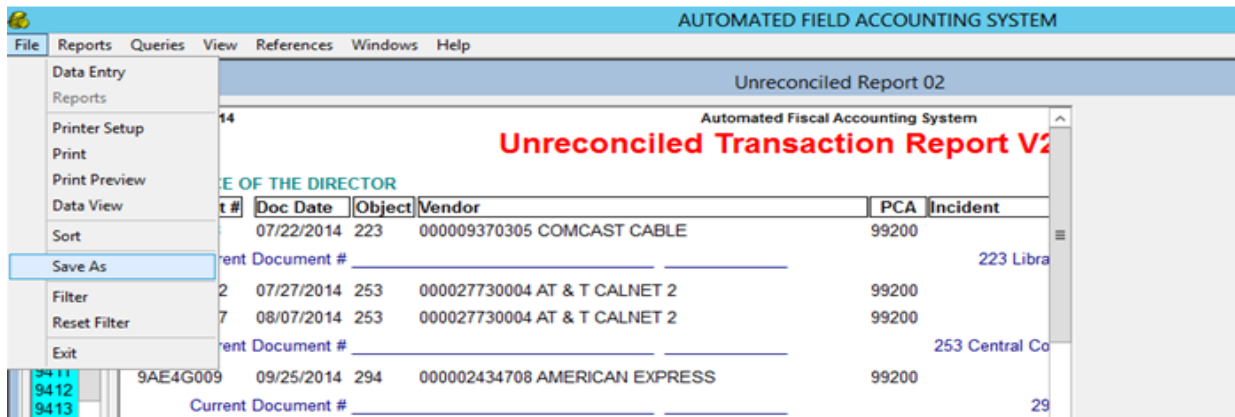 AUTOMATED FIELD ACCOUNTING SYSTEM
File Reports Queries View References Windows Help
Data Entry
Reports
Printer Setup
Print
Print Preview
Data View
Sort
Save As
Filter
Reset Filter
Exit
Unreconciled Report 02
14 Automated Fiscal Accounting System
Unreconciled Transaction Report V2
CE OF THE DIRECTOR
t # Doc Date Object Vendor PCA Incident
07/22/2014 223 000009370305 COMCAST CABLE 99200
rent Document # 223 Libra
2 07/27/2014 253 000027730004 AT & T CALNET 2 99200
7 08/07/2014 253 000027730004 AT & T CALNET 2 99200
rent Document # 253 Central Co
9411 9AE4G009 09/25/2014 294 000002434708 AMERICAN EXPRESS 99200
9412
9413 Current Document # 29